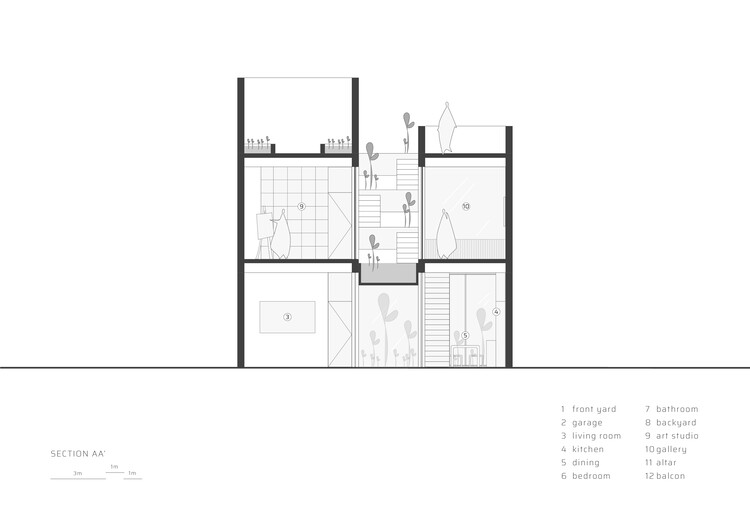 9
10
3
5
4
SECTION AA'
3m 1m 1m
1 front yard
2 garage
3 living room
4 kitchen
5 dining
6 bedroom
7 bathroom
8 backyard
9 art studio
10 gallery
11 altar
12 balcon